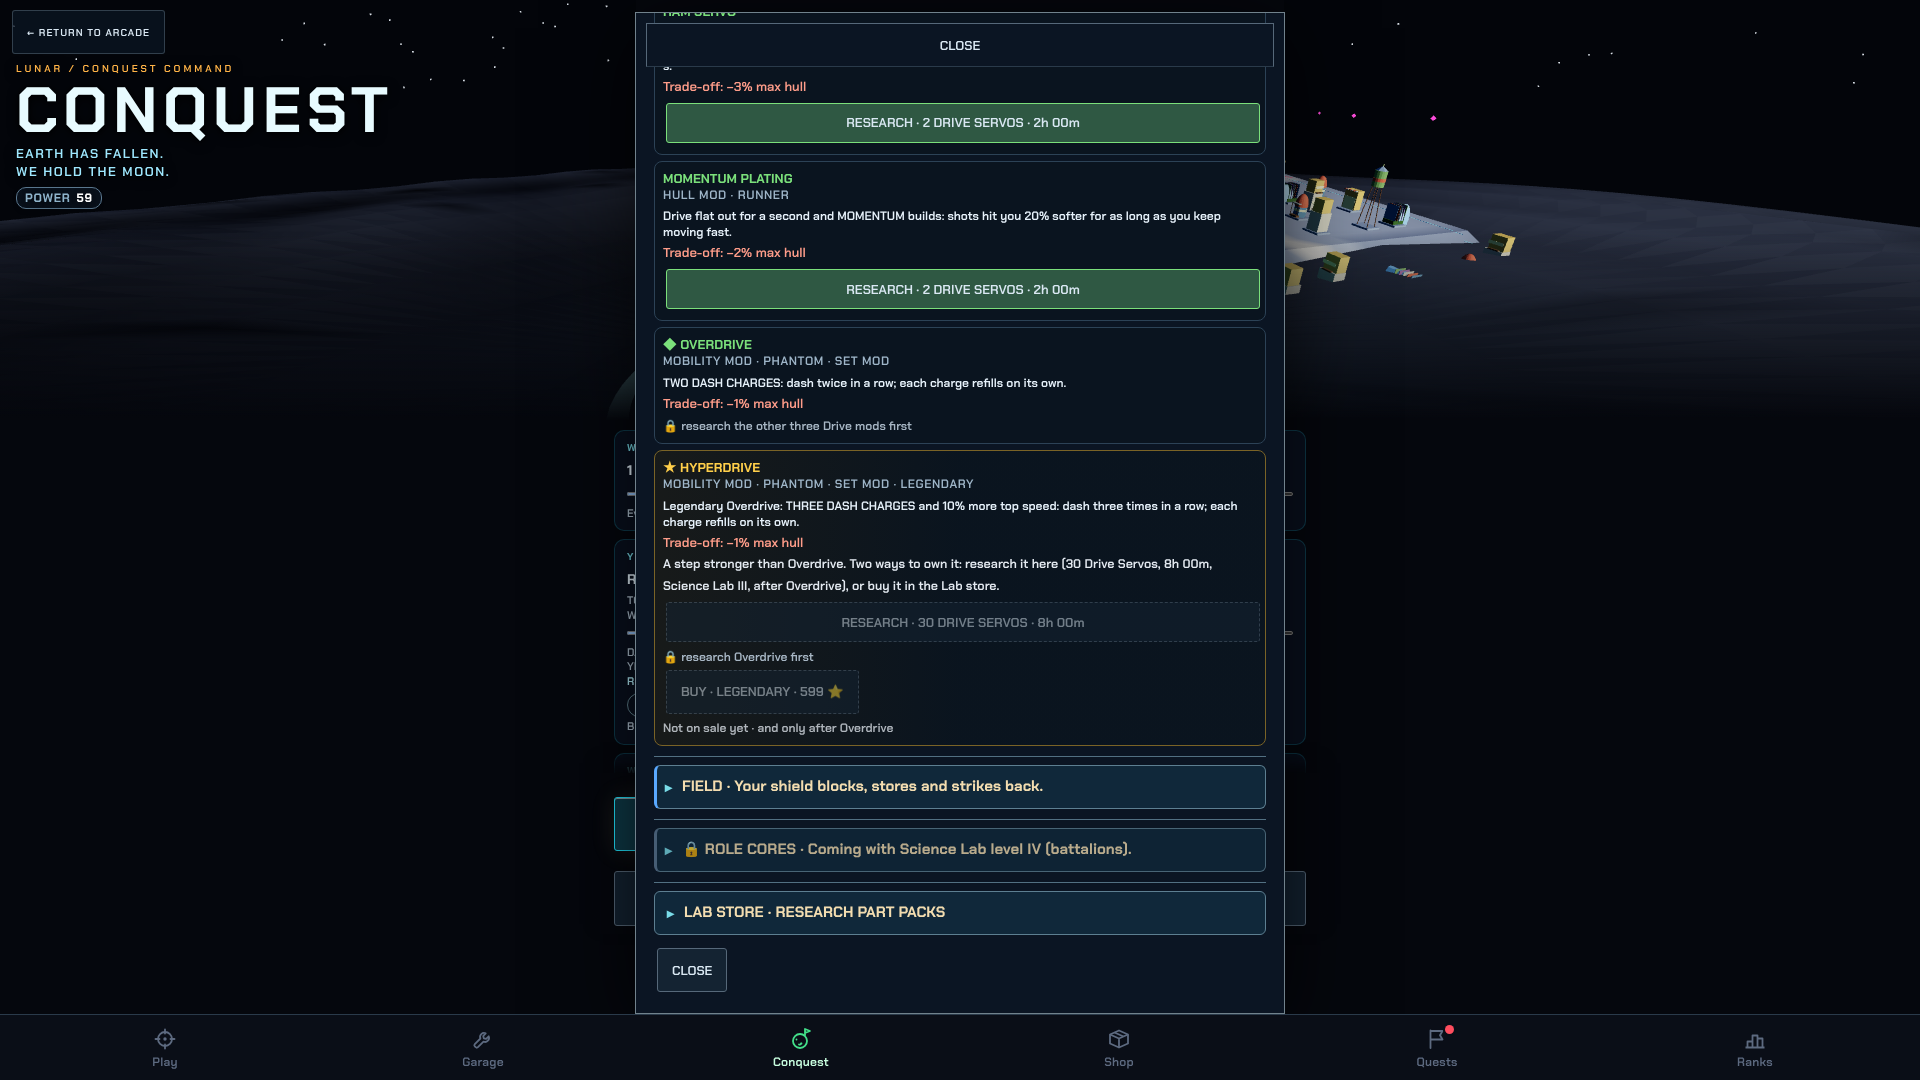 ← RETURN TO ARCADE
LUNAR / CONQUEST COMMAND
CONQUEST
EARTH HAS FALLEN.
WE HOLD THE MOON.
POWER 59
CLOSE
Trade-off: –3% max hull
RESEARCH · 2 DRIVE SERVOS · 2h 00m
MOMENTUM PLATING
HULL MOD · RUNNER
Drive flat out for a second and MOMENTUM builds: shots hit you 20% softer for as long as you keep
moving fast.
Trade-off: –2% max hull
RESEARCH · 2 DRIVE SERVOS · 2h 00m
◆ OVERDRIVE
MOBILITY MOD · PHANTOM · SET MOD
TWO DASH CHARGES: dash twice in a row; each charge refills on its own.
Trade-off: –1% max hull
🔒 research the other three Drive mods first
★ HYPERDRIVE
MOBILITY MOD · PHANTOM · SET MOD · LEGENDARY
Legendary Overdrive: THREE DASH CHARGES and 10% more top speed: dash three times in a row; each
charge refills on its own.
Trade-off: –1% max hull
A step stronger than Overdrive. Two ways to own it: research it here (30 Drive Servos, 8h 00m,
Science Lab III, after Overdrive), or buy it in the Lab store.
RESEARCH · 30 DRIVE SERVOS · 8h 00m
🔒 research Overdrive first
BUY · LEGENDARY · 599 ⭐
Not on sale yet · and only after Overdrive
▶ FIELD · Your shield blocks, stores and strikes back.
▶ 🔒 ROLE CORES · Coming with Science Lab level IV (battalions).
▶ LAB STORE · RESEARCH PART PACKS
CLOSE
Play
Garage
Conquest
Shop
Quests
Ranks